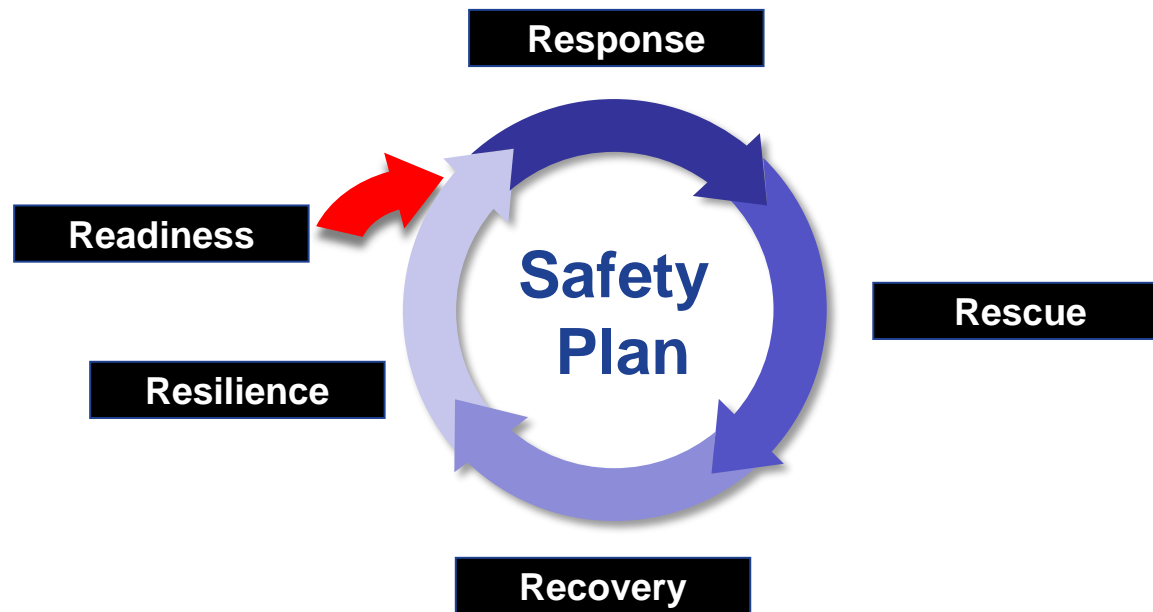 Response
Readiness
Safety
Plan
Rescue
Resilience
Recovery